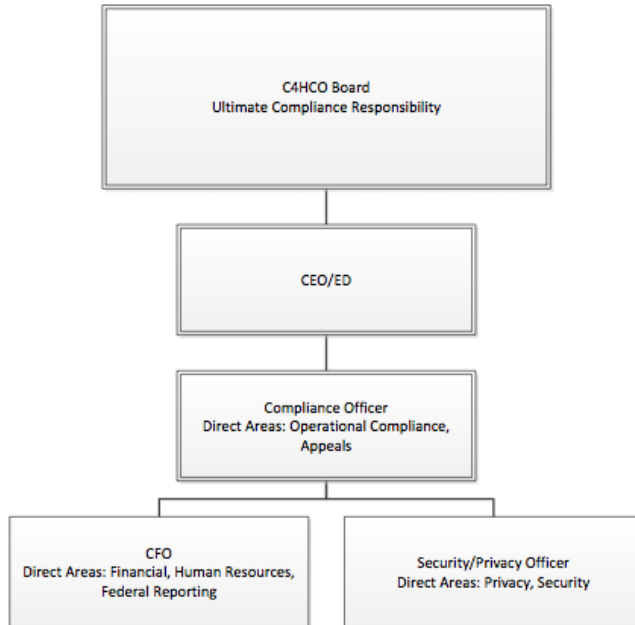 C4HCO Board
Ultimate Compliance Responsibility
CEO/ED
Compliance Officer
Direct Areas: Operational Compliance,
Appeals
CFO
Direct Areas: Financial, Human Resources,
Federal Reporting
Security/Privacy Officer
Direct Areas: Privacy, Security